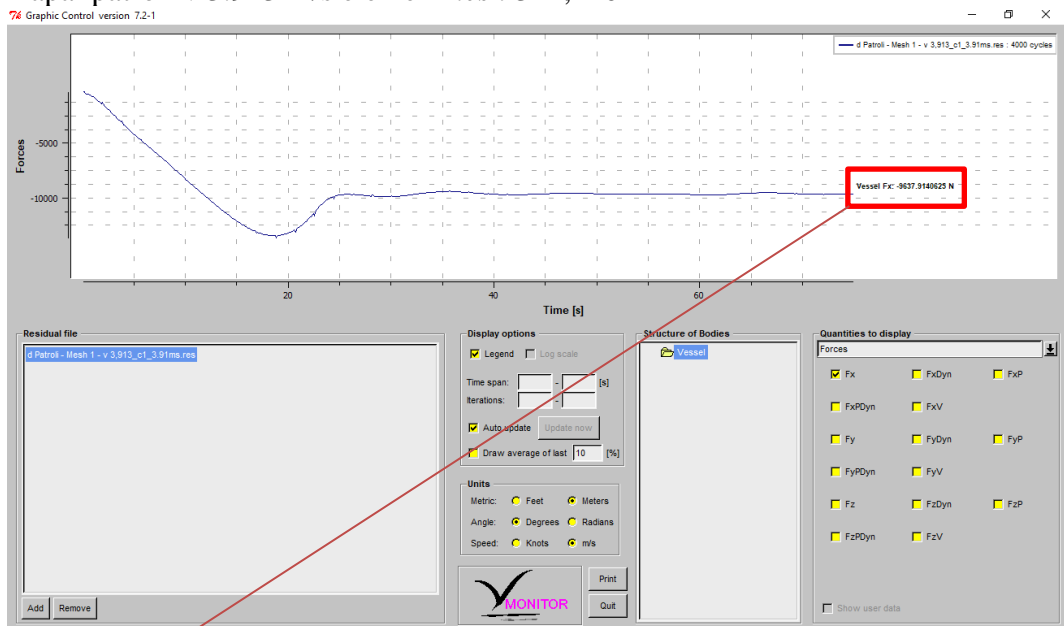 Graphic Control version 7.2-1
d Patroli - Mesh 1 - v 3,913_c1_3.91ms.res : 4000 cycles
Forces
-5000
-10000
Vessel Fx: -9637.9140625 N
20
40
60
Time [s]
Residual file
d Patroli - Mesh 1 - v 3,913_c1_3.91ms.res
Add
Remove
Display options
Legend
Log scale
Time span:
-
[s]
Iterations:
-
Auto update
Update now
Draw average of last
10
[%]
Units
Metric:
Feet
Meters
Angle:
Degrees
Radians
Speed:
Knots
m/s
MONITOR
Print
Quit
Structure of Bodies
Vessel
Quantities to display
Forces
Fx
FxDyn
FxP
FxPDyn
FxV
Fy
FyDyn
FyP
FyPDyn
FyV
Fz
FzDyn
FzP
FzPDyn
FzV
Show user data